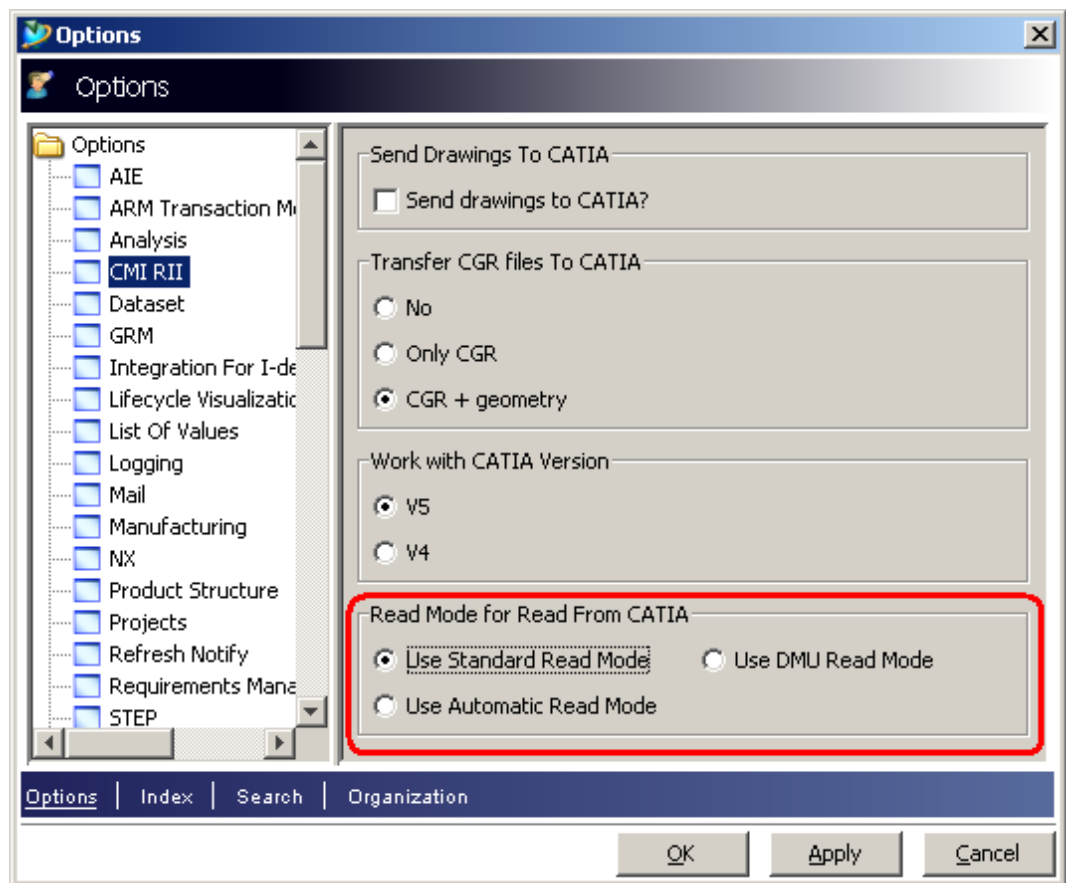 Options
Options
Options
AIE
ARM Transaction M
Analysis
CMI RII
Dataset
GRM
Integration For I-de
Lifecycle Visualizatic
List Of Values
Logging
Mail
Manufacturing
NX
Product Structure
Projects
Refresh Notify
Requirements Mana
STEP
Send Drawings To CATIA
Send drawings to CATIA?
Transfer CGR files To CATIA
No
Only CGR
CGR + geometry
Work with CATIA Version
V5
V4
Read Mode for Read From CATIA
Use Standard Read Mode Use DMU Read Mode
Use Automatic Read Mode
Options | Index | Search | Organization
OK Apply Cancel